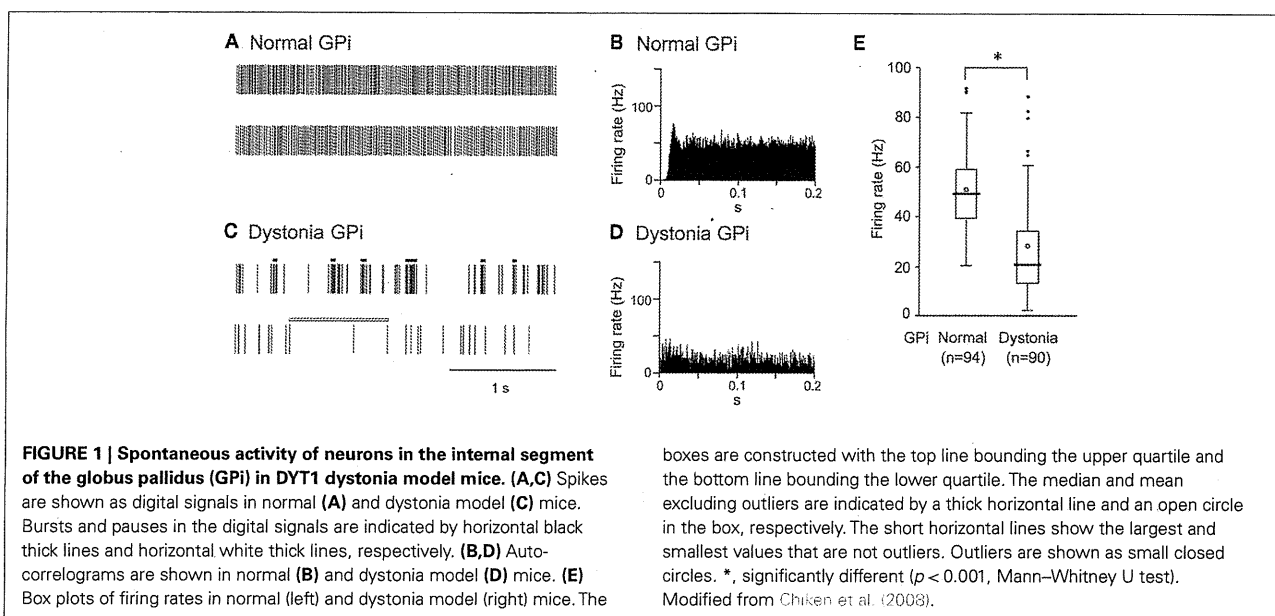 A Normal GPi
B Normal GPi
Firing rate (Hz)
100
0
0
0.1
0.2
s
C Dystonia GPi
1 s
D Dystonia GPi
Firing rate (Hz)
100
0
0
0.1
0.2
s
E
*
Firing rate (Hz)
100
80
60
40
20
0
GPi Normal Dystonia
(n=94) (n=90)
FIGURE 1 | Spontaneous activity of neurons in the internal segment
of the globus pallidus (GPi) in DYT1 dystonia model mice. (A,C) Spikes
are shown as digital signals in normal (A) and dystonia model (C) mice.
Bursts and pauses in the digital signals are indicated by horizontal black
thick lines and horizontal white thick lines, respectively. (B,D) Auto-
correlograms are shown in normal (B) and dystonia model (D) mice. (E)
Box plots of firing rates in normal (left) and dystonia model (right) mice. The
boxes are constructed with the top line bounding the upper quartile and
the bottom line bounding the lower quartile. The median and mean
excluding outliers are indicated by a thick horizontal line and an open circle
in the box, respectively. The short horizontal lines show the largest and
smallest values that are not outliers. Outliers are shown as small closed
circles. *, significantly different (p < 0.001, Mann–Whitney U test).
Modified from Chiken et al. (2008).